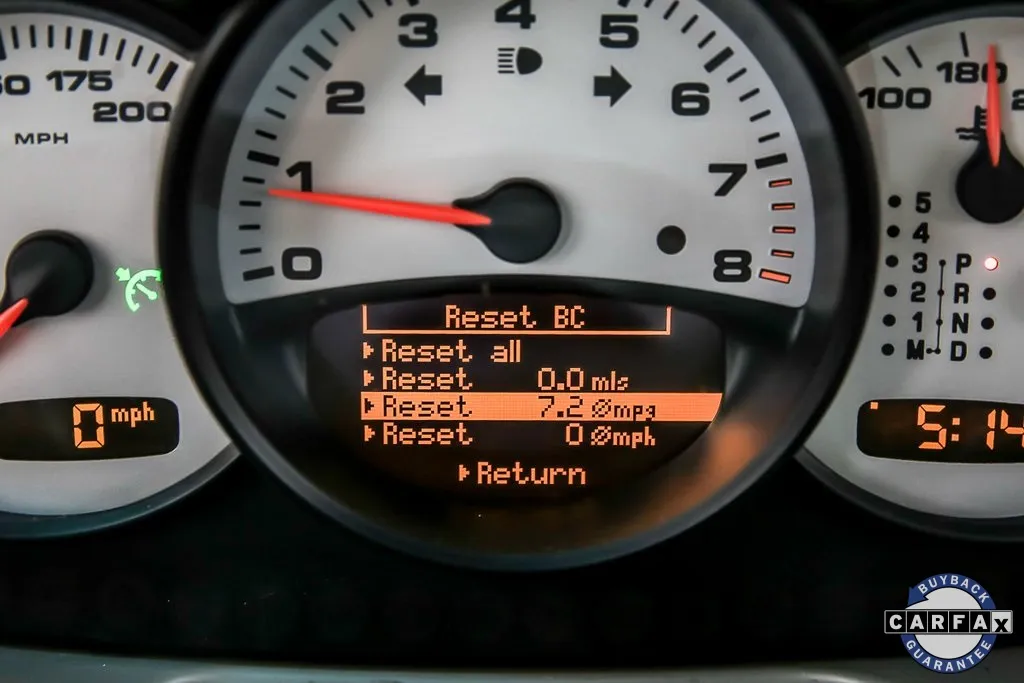 175
200
MPH
0 mph
0
1
2
3
4
5
6
7
8
Reset BC
Reset all
Reset 0.0 mls
Reset 7.2 Ømpg
Reset 0 Ømph
Return
100
180
5
4
3 P
2 R
1 N
M D
5:14
BUYBACK
CARFAX
GUARANTEE